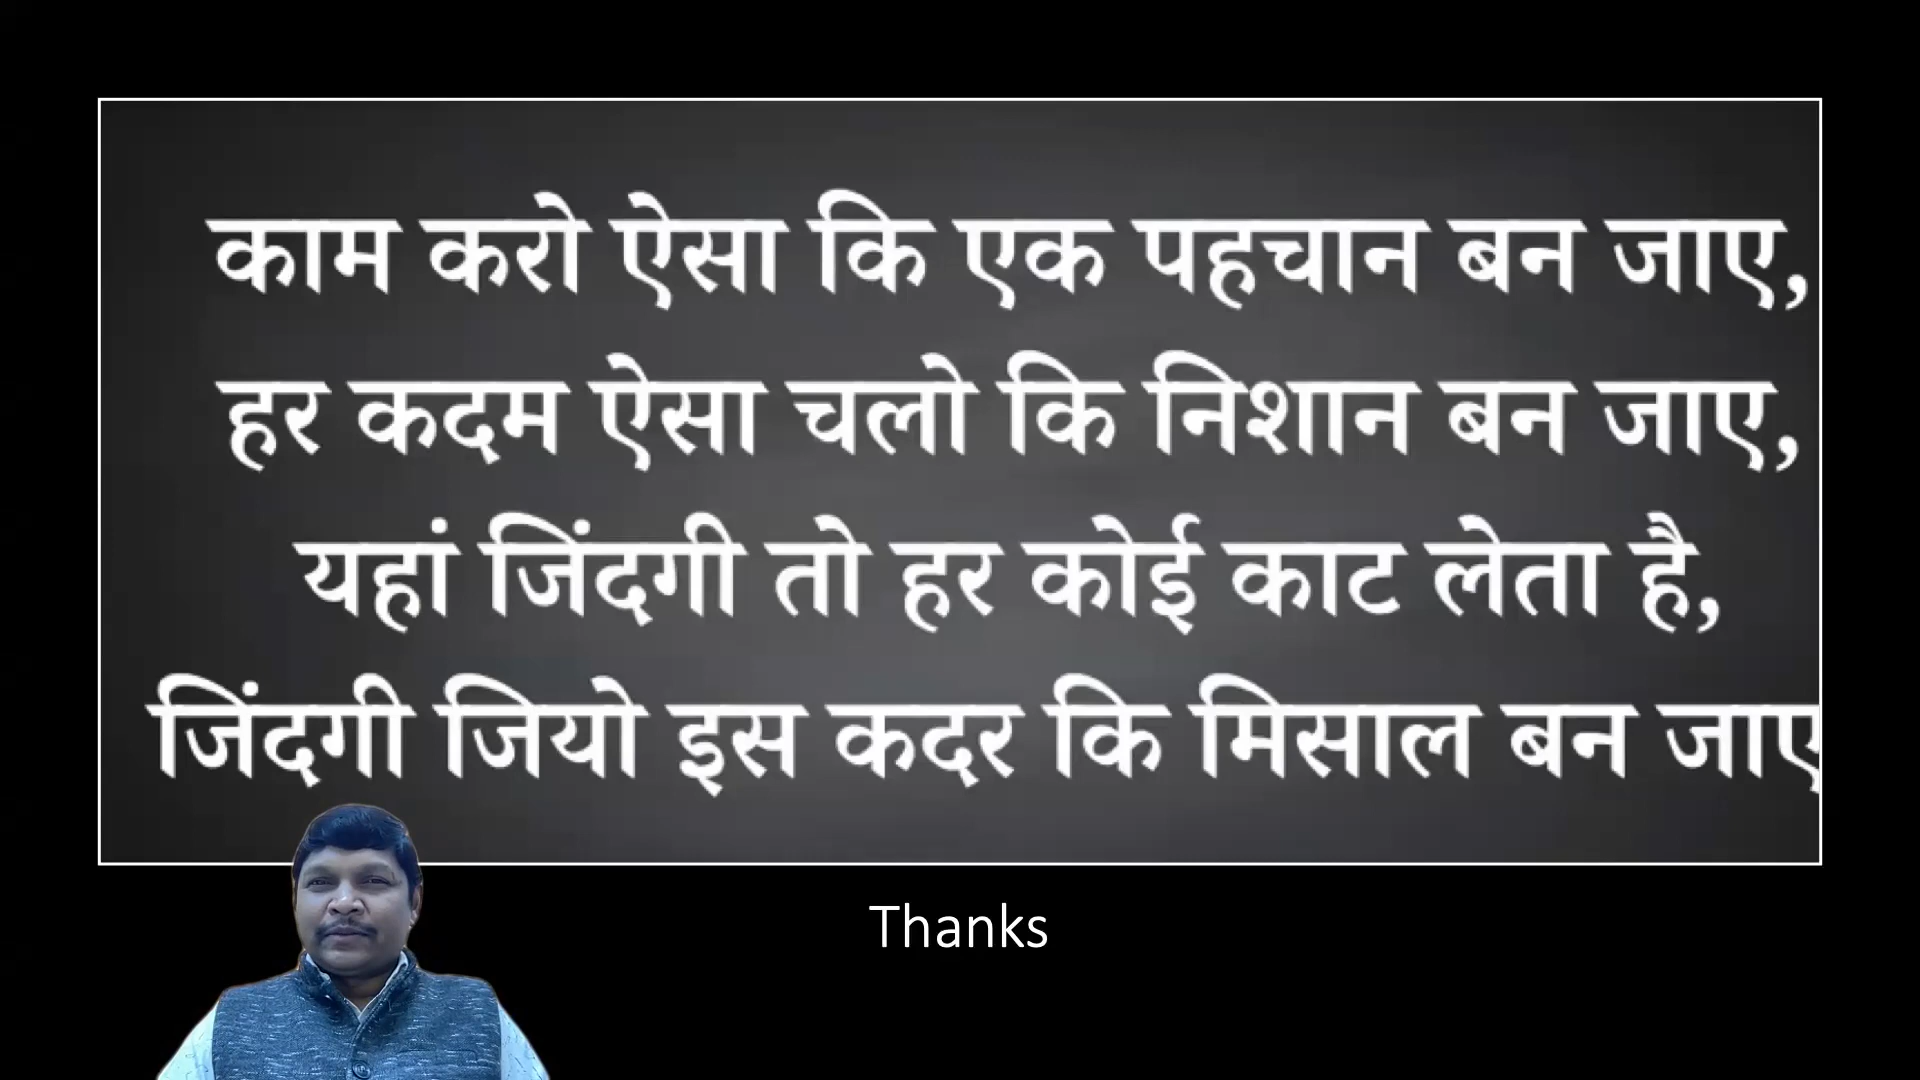 काम करो ऐसा कि एक पहचान बन जाए,
हर कदम ऐसा चलो कि निशान बन जाए,
यहां जिंदगी तो हर कोई काट लेता है,
जिंदगी जियो इस कदर कि मिसाल बन जाए
Thanks